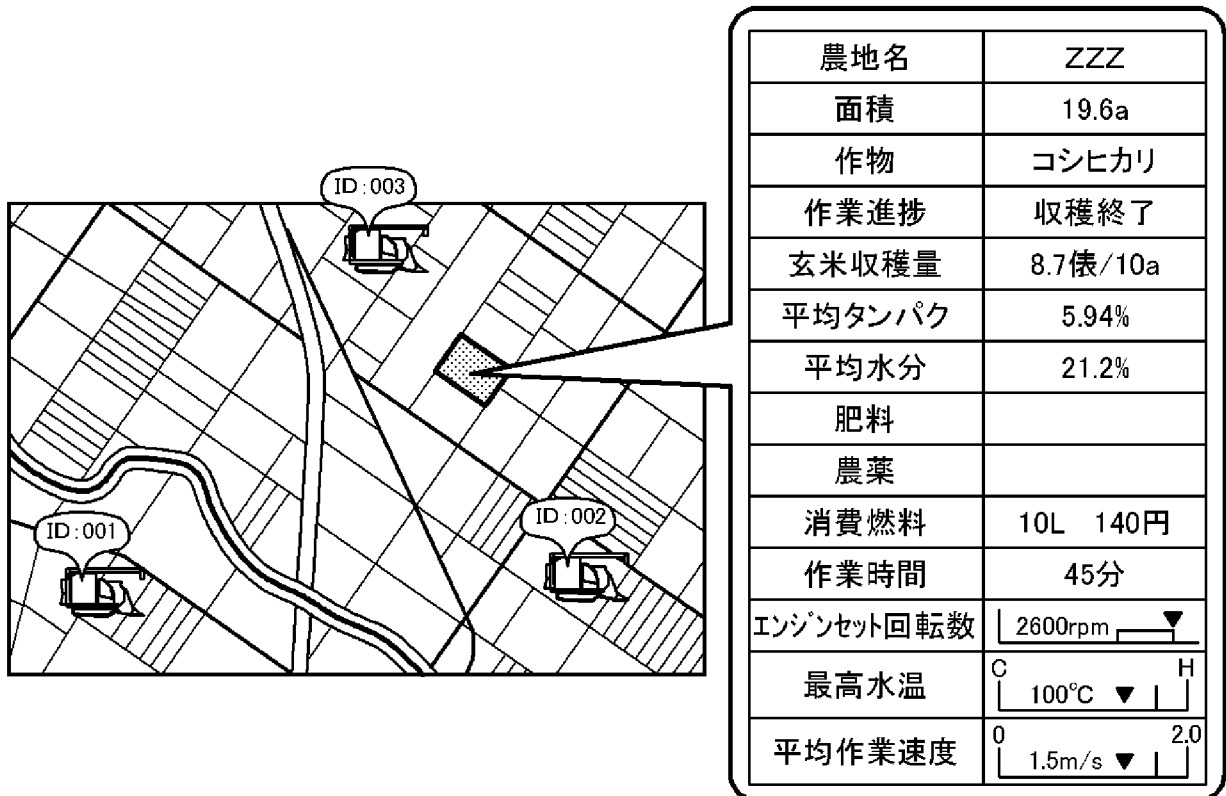 ID:003
ID:001
ID:002
農地名 ZZZ
面積 19.6a
作物 コシヒカリ
作業進捗 収穫終了
玄米収穫量 8.7俵/10a
平均タンパク 5.94%
平均水分 21.2%
肥料
農薬
消費燃料 10L 140円
作業時間 45分
エンジンセット回転数 2600rpm
最高水温 C 100℃ H
平均作業速度 0 1.5m/s 2.0